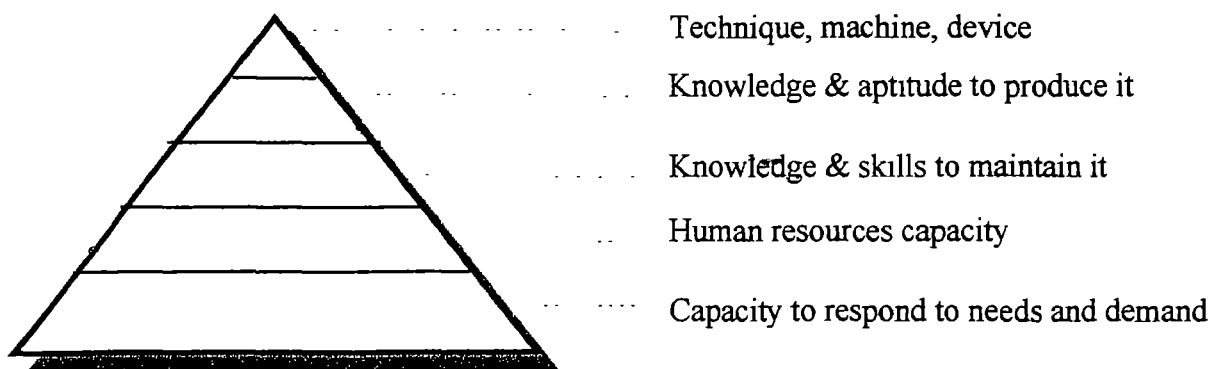 Technique, machine, device
Knowledge & aptitude to produce it
Knowledge & skills to maintain it
Human resources capacity
Capacity to respond to needs and demand